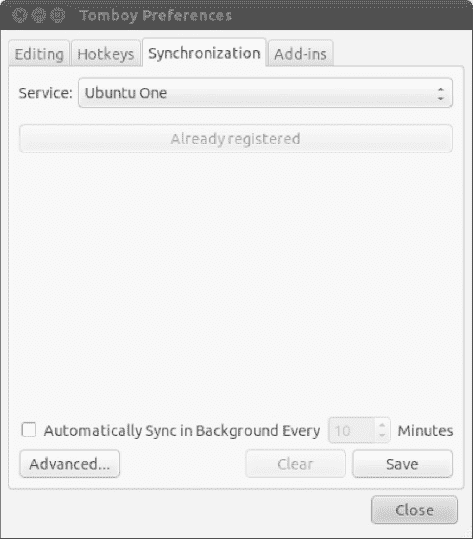 Tomboy Preferences
Editing Hotkeys Synchronization Add-ins
Service: Ubuntu One
Already registered
Automatically Sync in Background Every 10 Minutes
Advanced... Clear Save
Close